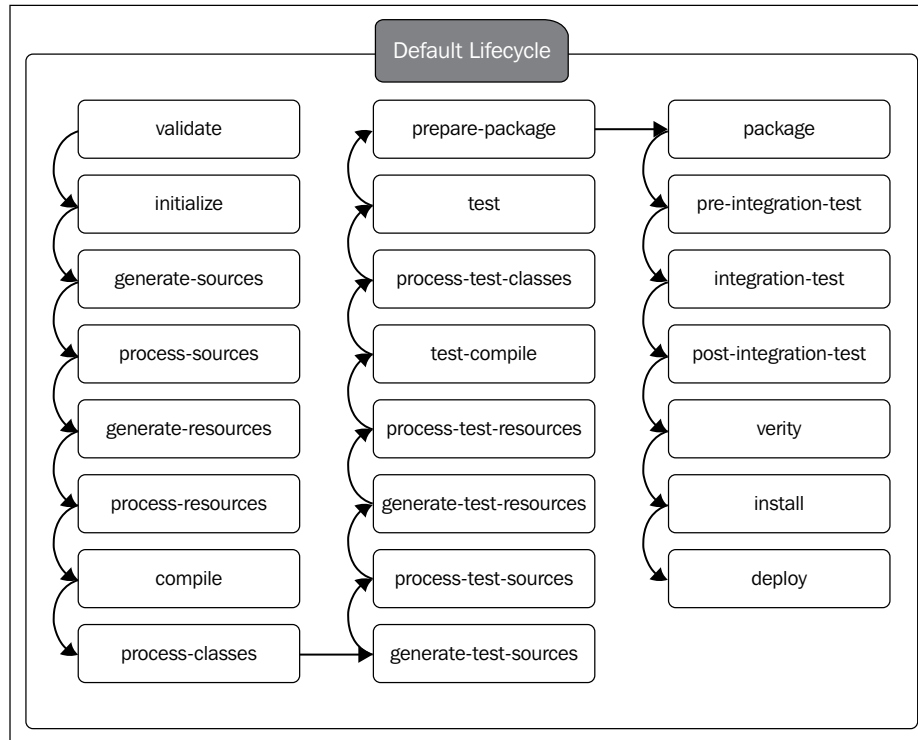 Default Lifecycle
validate
initialize
generate-sources
process-sources
generate-resources
process-resources
compile
process-classes
generate-test-sources
process-test-sources
generate-test-resources
process-test-resources
test-compile
process-test-classes
test
prepare-package
package
pre-integration-test
integration-test
post-integration-test
verity
install
deploy